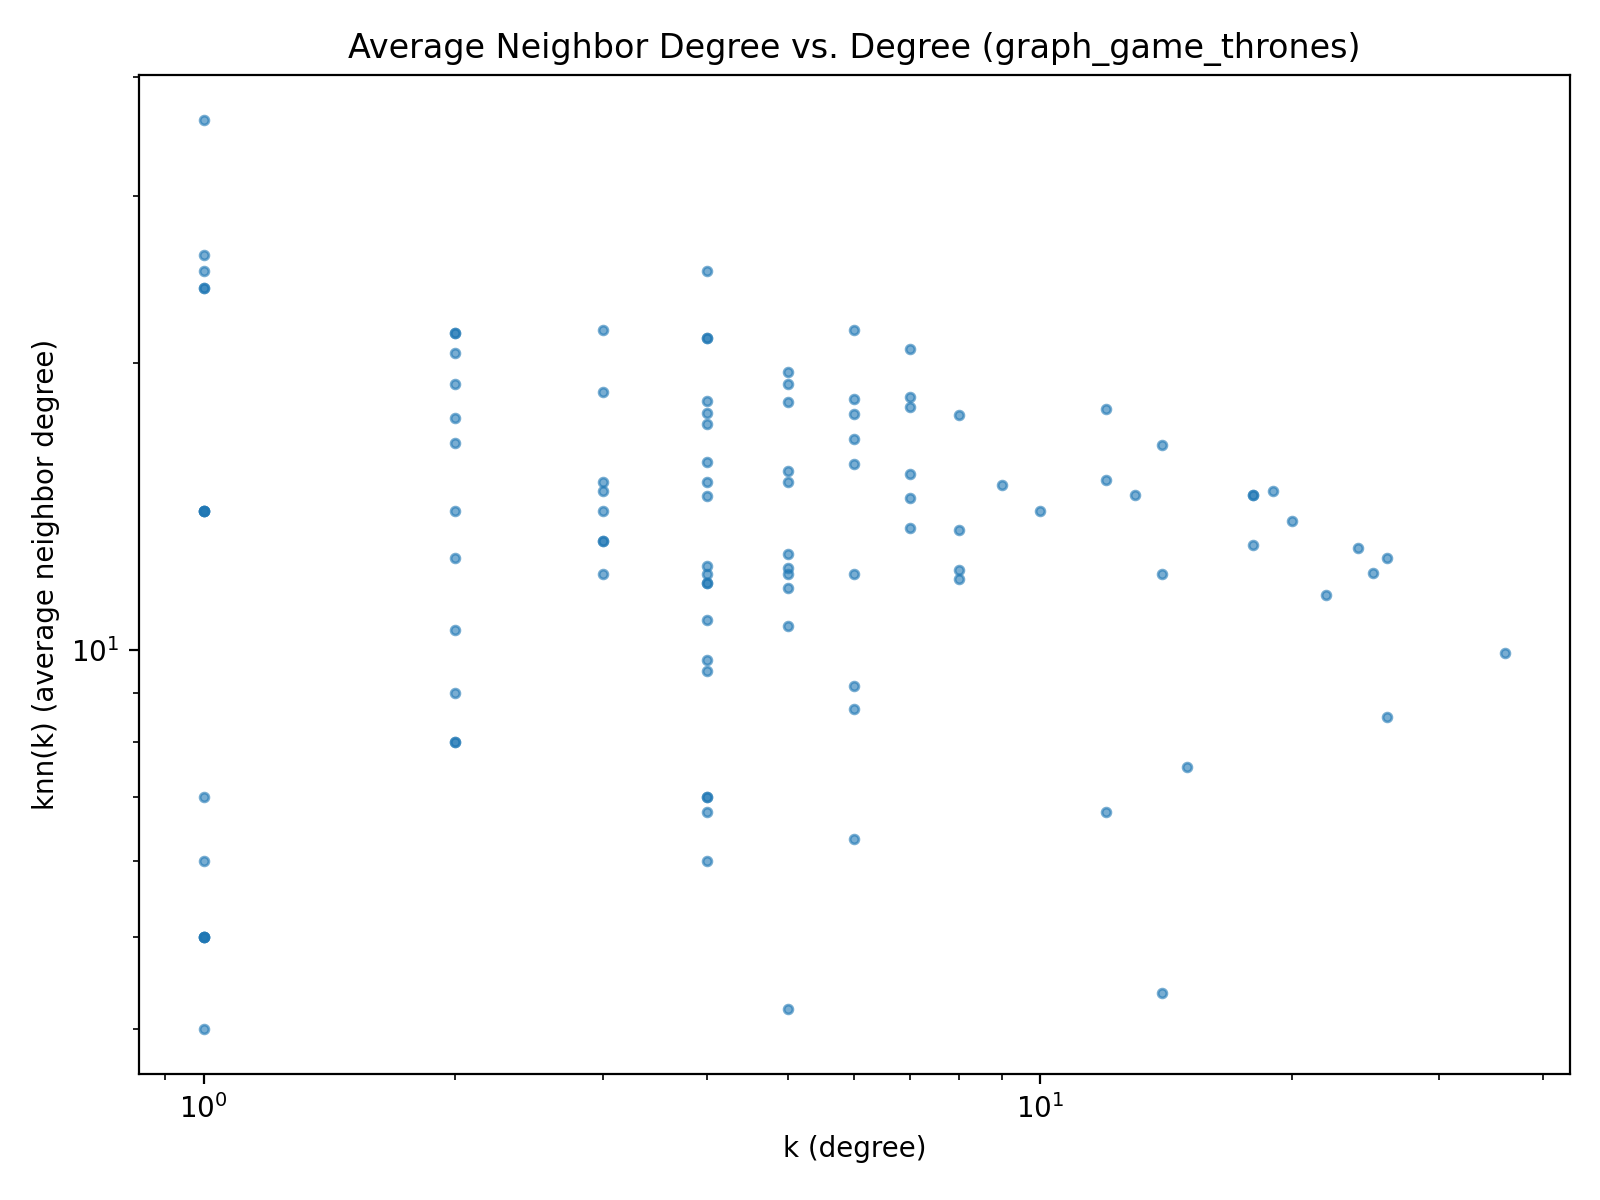 Average Neighbor Degree vs. Degree (graph_game_thrones)
knn(k) (average neighbor degree)
10¹
10⁰
10¹
k (degree)